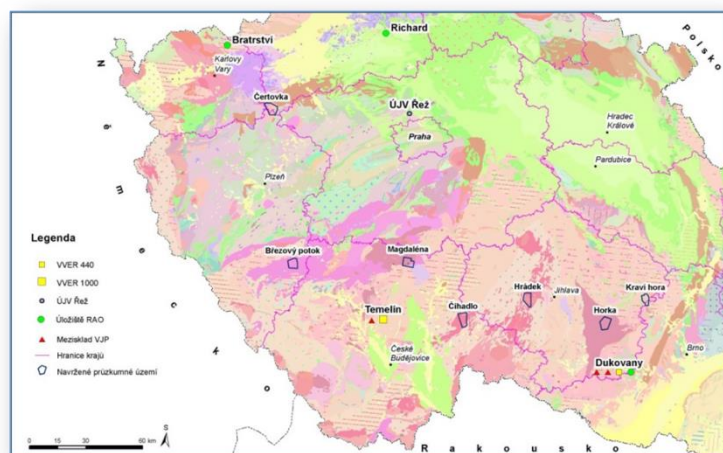 Bratrství
Richard
Polsko
Karlovy
Vary
Německo
Čertovka
ÚJV Řež
Praha
Hradec
Králové
Pardubice
Plzeň
Březový potok
Magdaléna
Čihadlo
Hrádek
Jihlava
Kraví hora
Horka
Temelín
České
Budějovice
Brno
Dukovany
Rakousko
Legenda
VVER 440
VVER 1000
ÚJV Řež
Úložiště RAO
Mezisklad VJP
Hranice krajů
Navržené průzkumné území
0 15 30 60 km
S